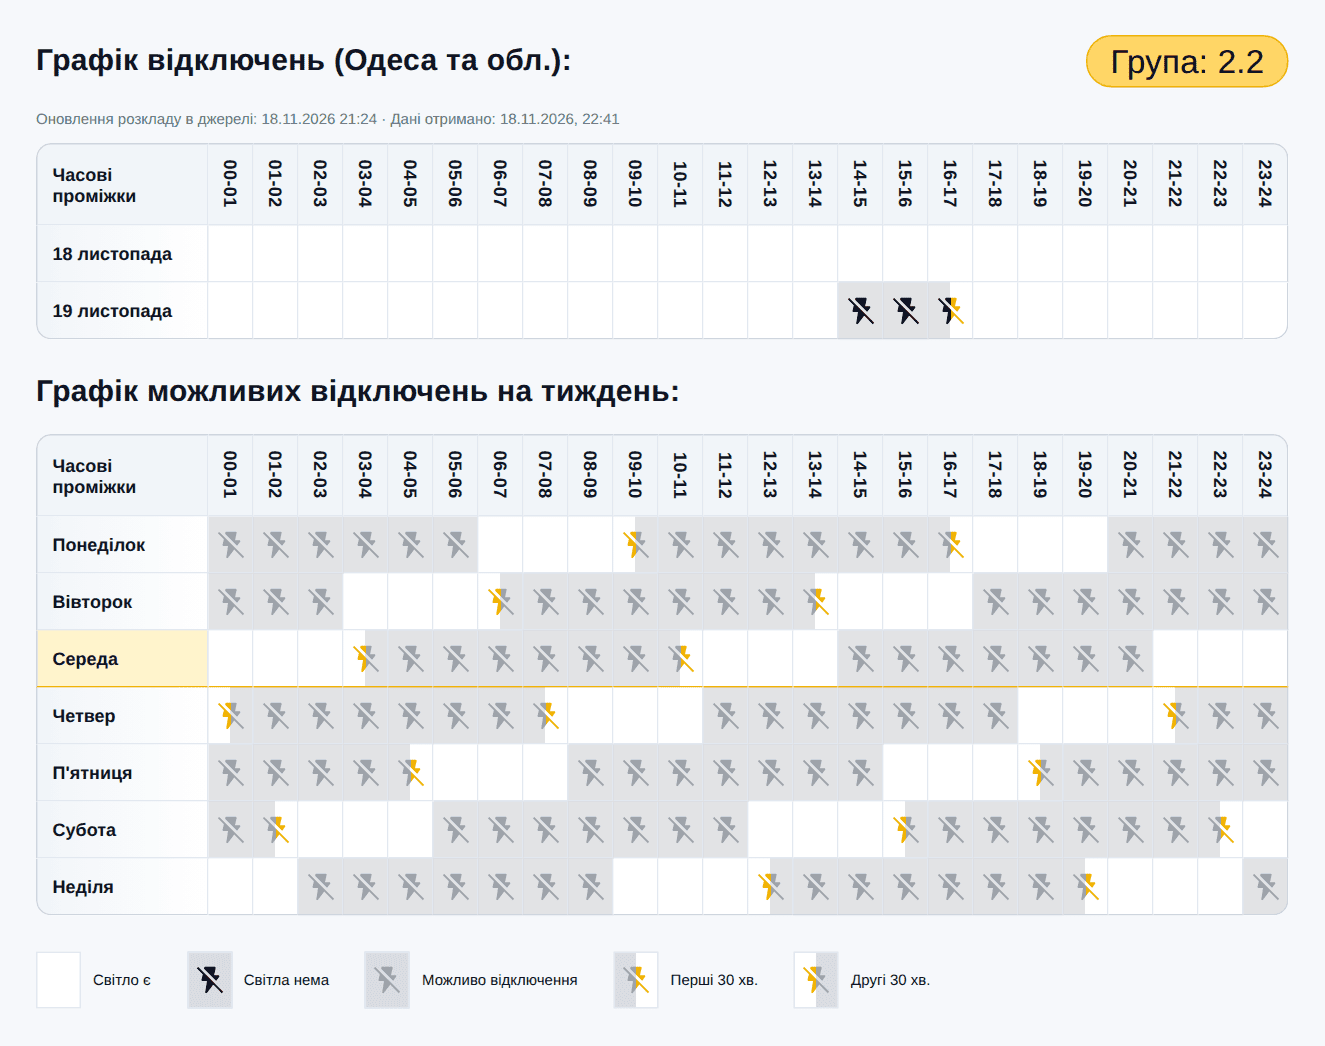 Графік відключень (Одеса та обл.):
Група: 2.2
Оновлення розкладу в джерелі: 18.11.2026 21:24 · Дані отримано: 18.11.2026, 22:41
Часові проміжки 00-01 01-02 02-03 03-04 04-05 05-06 06-07 07-08 08-09 09-10 10-11 11-12 12-13 13-14 14-15 15-16 16-17 17-18 18-19 19-20 20-21 21-22 22-23 23-24
18 листопада
19 листопада
Графік можливих відключень на тиждень:
Часові проміжки 00-01 01-02 02-03 03-04 04-05 05-06 06-07 07-08 08-09 09-10 10-11 11-12 12-13 13-14 14-15 15-16 16-17 17-18 18-19 19-20 20-21 21-22 22-23 23-24
Понеділок
Вівторок
Середа
Четвер
П'ятниця
Субота
Неділя
Світло є Світла нема Можливо відключення Перші 30 хв. Другі 30 хв.